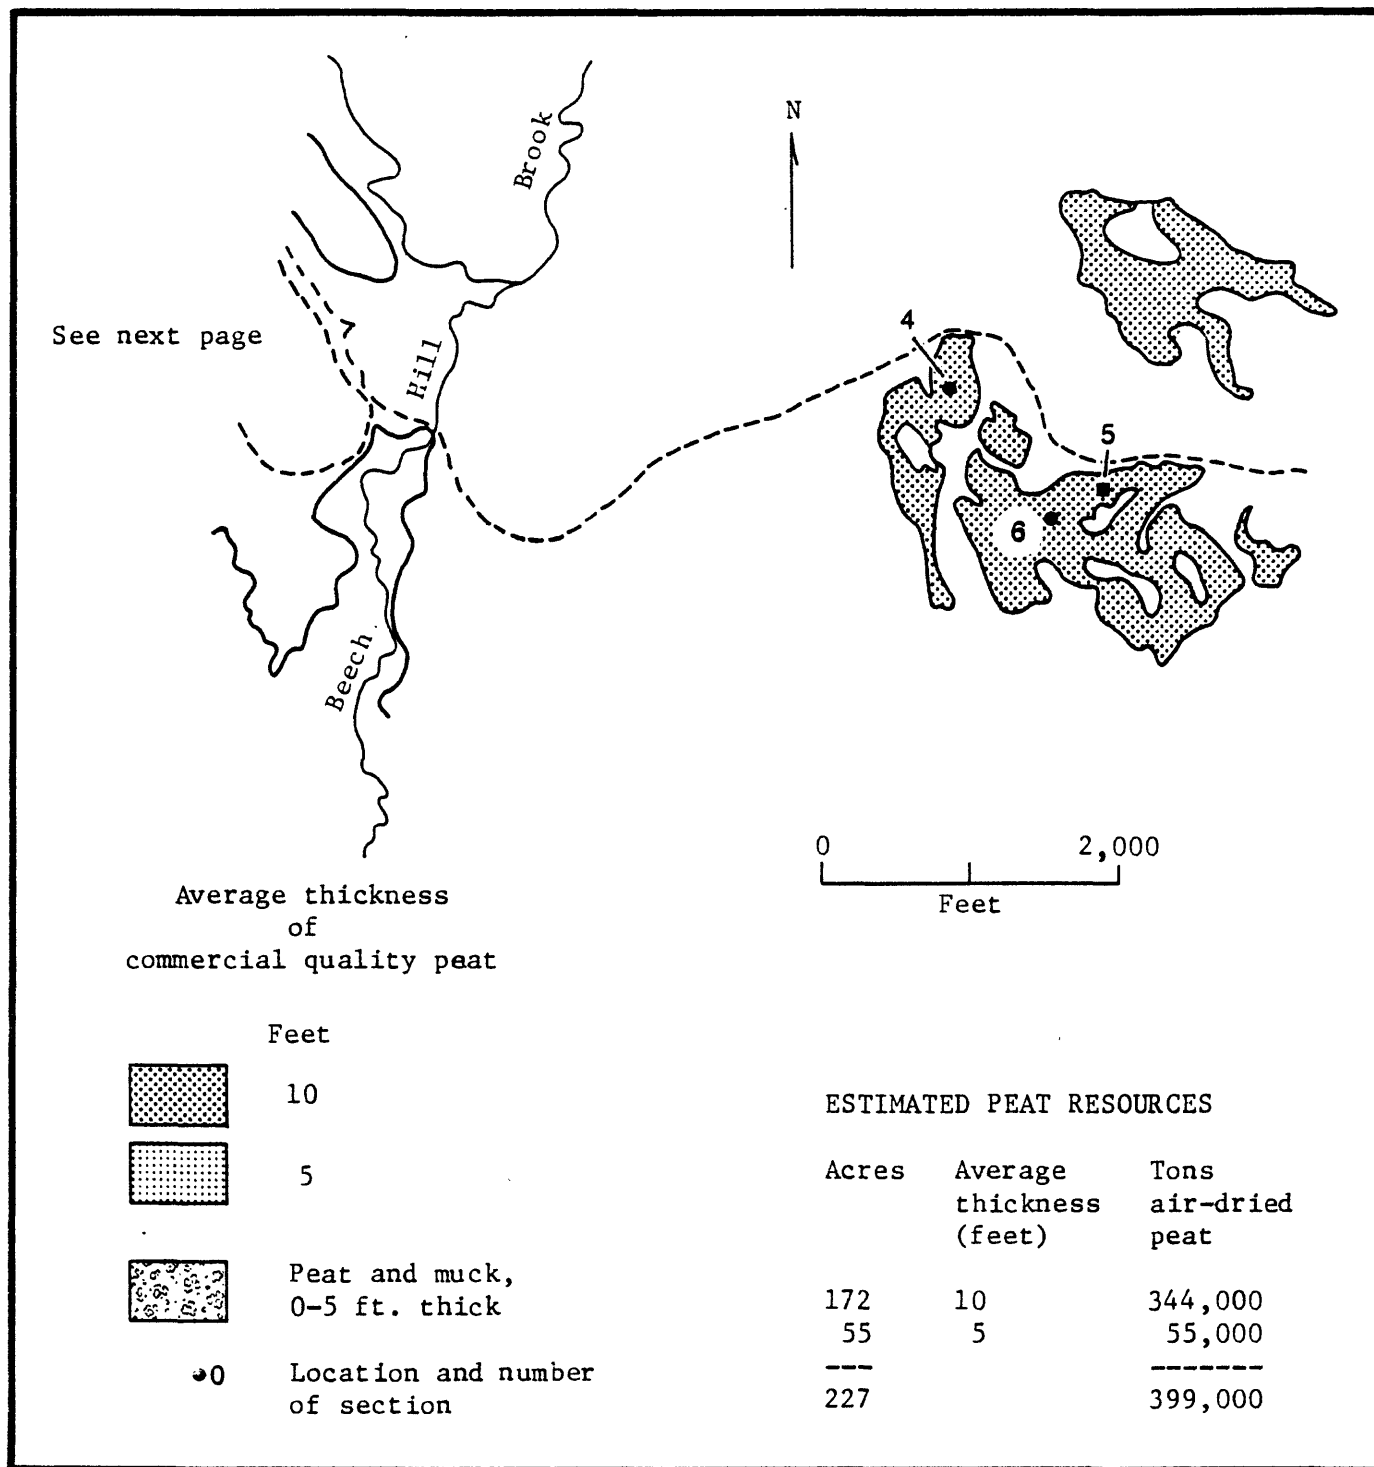 N
Brook
Hill
Beech
See next page
4
5
6
0 2,000
Feet
Average thickness
of
commercial quality peat
Feet
10
5
Peat and muck,
0-5 ft. thick
0 Location and number
of section
ESTIMATED PEAT RESOURCES
Acres Average Tons
thickness air-dried
(feet) peat
172 10 344,000
55 5 55,000
--- -------
227 399,000